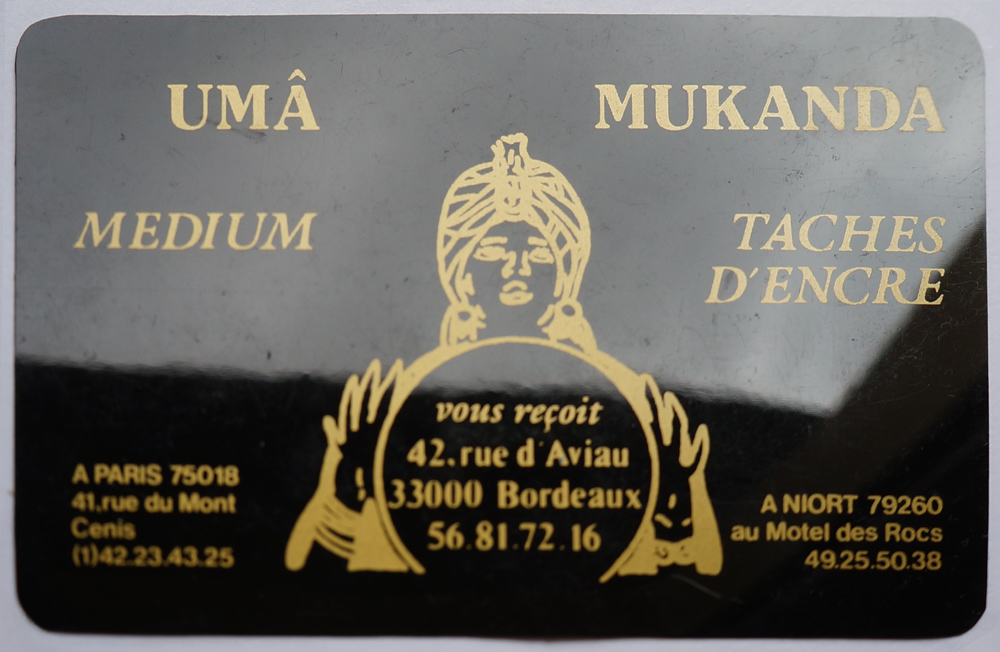 UMÂ MUKANDA
MEDIUM
TACHES
D'ENCRE
vous reçoit
42.rue d'Aviau
33000 Bordeaux
56.81.72.16
A PARIS 75018
41,rue du Mont
Cenis
(1)42.23.43.25
A NIORT 79260
au Motel des Rocs
49.25.50.38